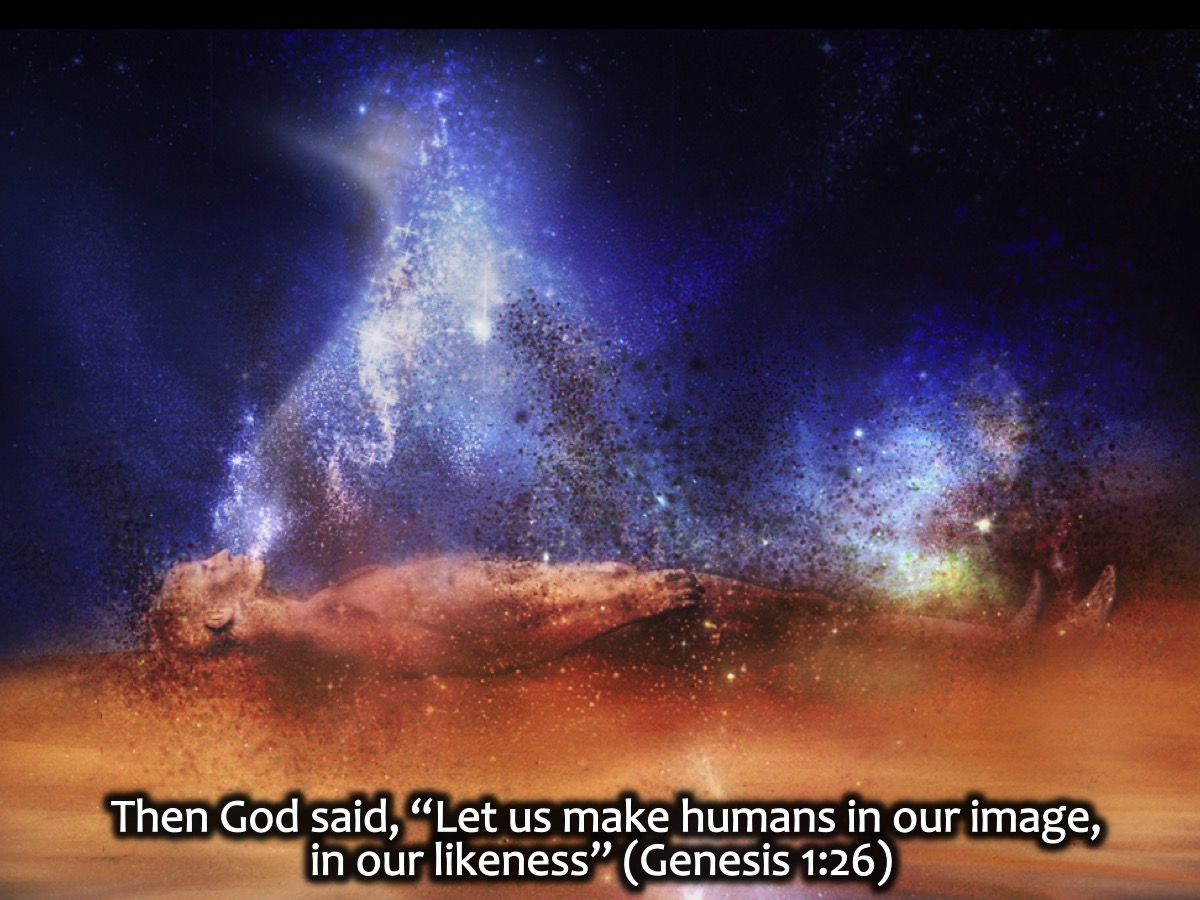 Then God said, “Let us make humans in our image,
in our likeness” (Genesis 1:26)